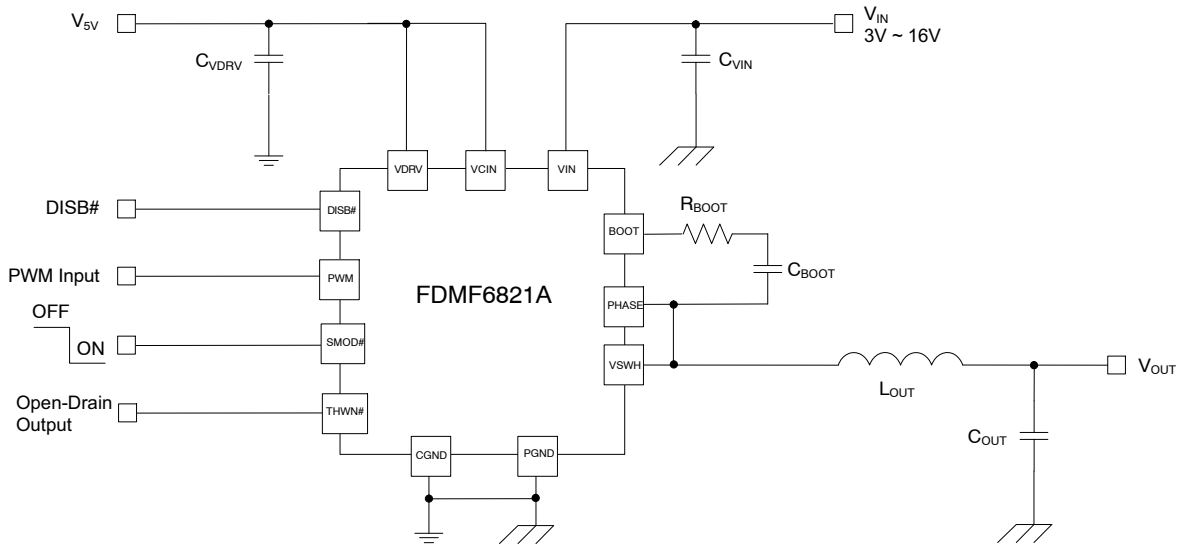 V5V
VIN
3V ~ 16V
CVDRV
CVIN
VDRV
VCIN
VIN
DISB#
DISB#
RBOOT
BOOT
PWM Input
PWM
CBOOT
FDMF6821A
PHASE
OFF
ON
SMOD#
VSWH
VOUT
LOUT
Open-Drain
Output
THWN#
COUT
CGND
PGND